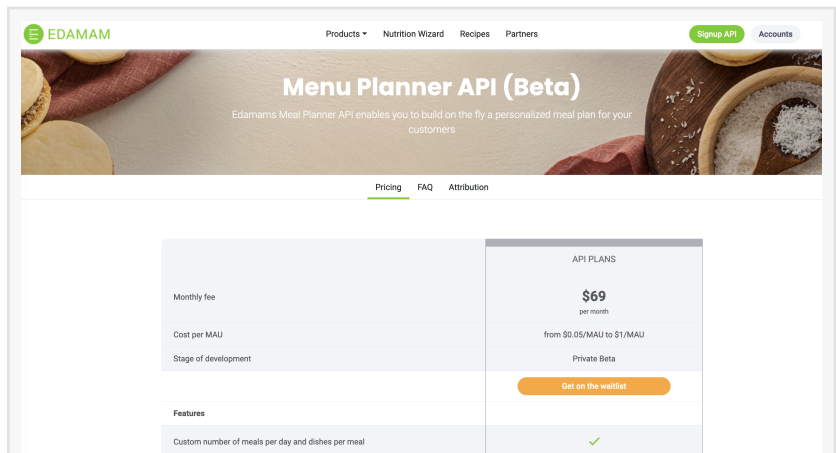 EDAMAM
Products Nutrition Wizard Recipes Partners
Signup API Accounts
Menu Planner API (Beta)
Edamams Meal Planner API enables you to build on the fly a personalized meal plan for your
customers
Pricing FAQ Attribution
API PLANS
Monthly fee $69
per month
Cost per MAU from $0.05/MAU to $1/MAU
Stage of development Private Beta
Get on the waitlist
Features
Custom number of meals per day and dishes per meal